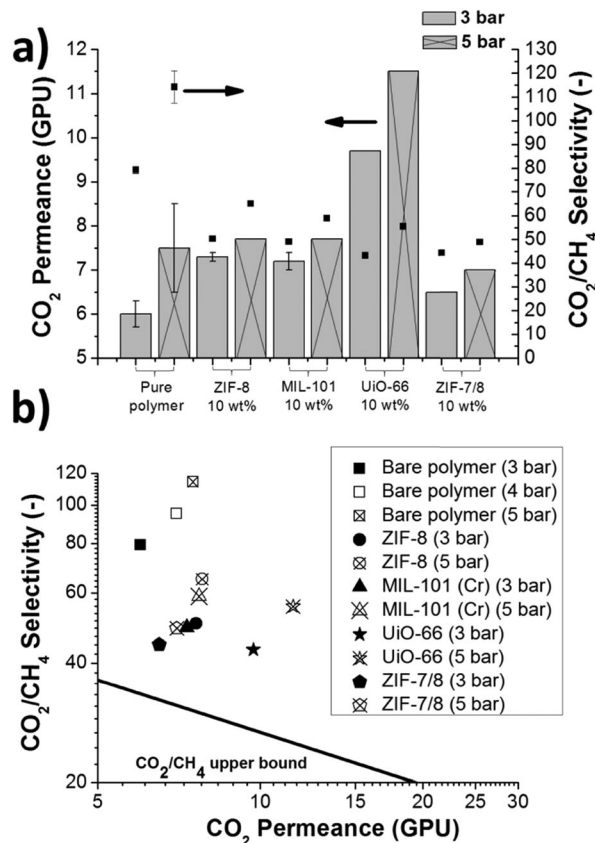 a)
3 bar
5 bar
CO₂ Permeance (GPU)
12
11
10
9
8
7
6
5
130
120
110
100
90
80
70
60
50
40
30
20
10
0
CO₂/CH₄ Selectivity (-)
Pure polymer
ZIF-8 10 wt%
MIL-101 10 wt%
UiO-66 10 wt%
ZIF-7/8 10 wt%
b)
CO₂/CH₄ Selectivity (-)
120
100
80
60
40
20
Bare polymer (3 bar)
Bare polymer (4 bar)
Bare polymer (5 bar)
ZIF-8 (3 bar)
ZIF-8 (5 bar)
MIL-101 (Cr) (3 bar)
MIL-101 (Cr) (5 bar)
UiO-66 (3 bar)
UiO-66 (5 bar)
ZIF-7/8 (3 bar)
ZIF-7/8 (5 bar)
CO₂/CH₄ upper bound
5 10 15 20 25 30
CO₂ Permeance (GPU)